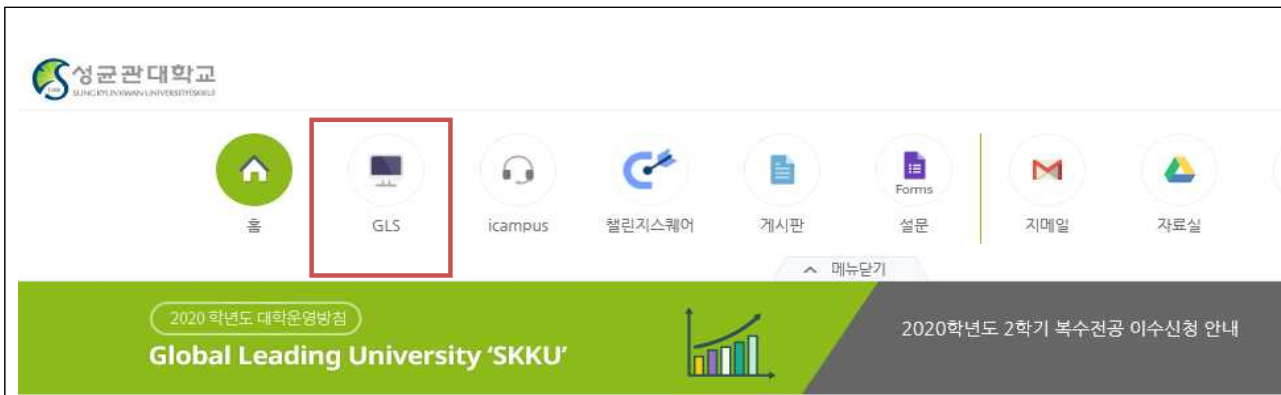 성균관대학교
SUNG KYUN KWAN UNIVERSITY(SKKU)
Forms
홈
GLS
icampus
챌린지스퀘어
게시판
설문
지메일
자료실
메뉴닫기
2020 학년도 대학운영방침
Global Leading University ‘SKKU’
2020학년도 2학기 복수전공 이수신청 안내